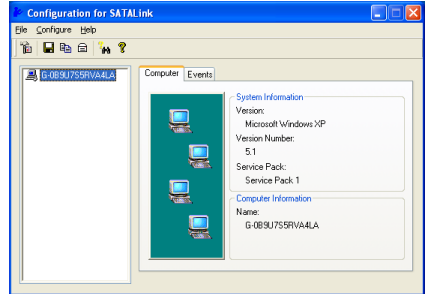 Configuration for SATALink
File Configure Help
G-0B9U7S5RVA4LA
Computer Events
System Information
Version:
Microsoft Windows XP
Version Number:
5.1
Service Pack:
Service Pack 1
Computer Information
Name:
G-0B9U7S5RVA4LA